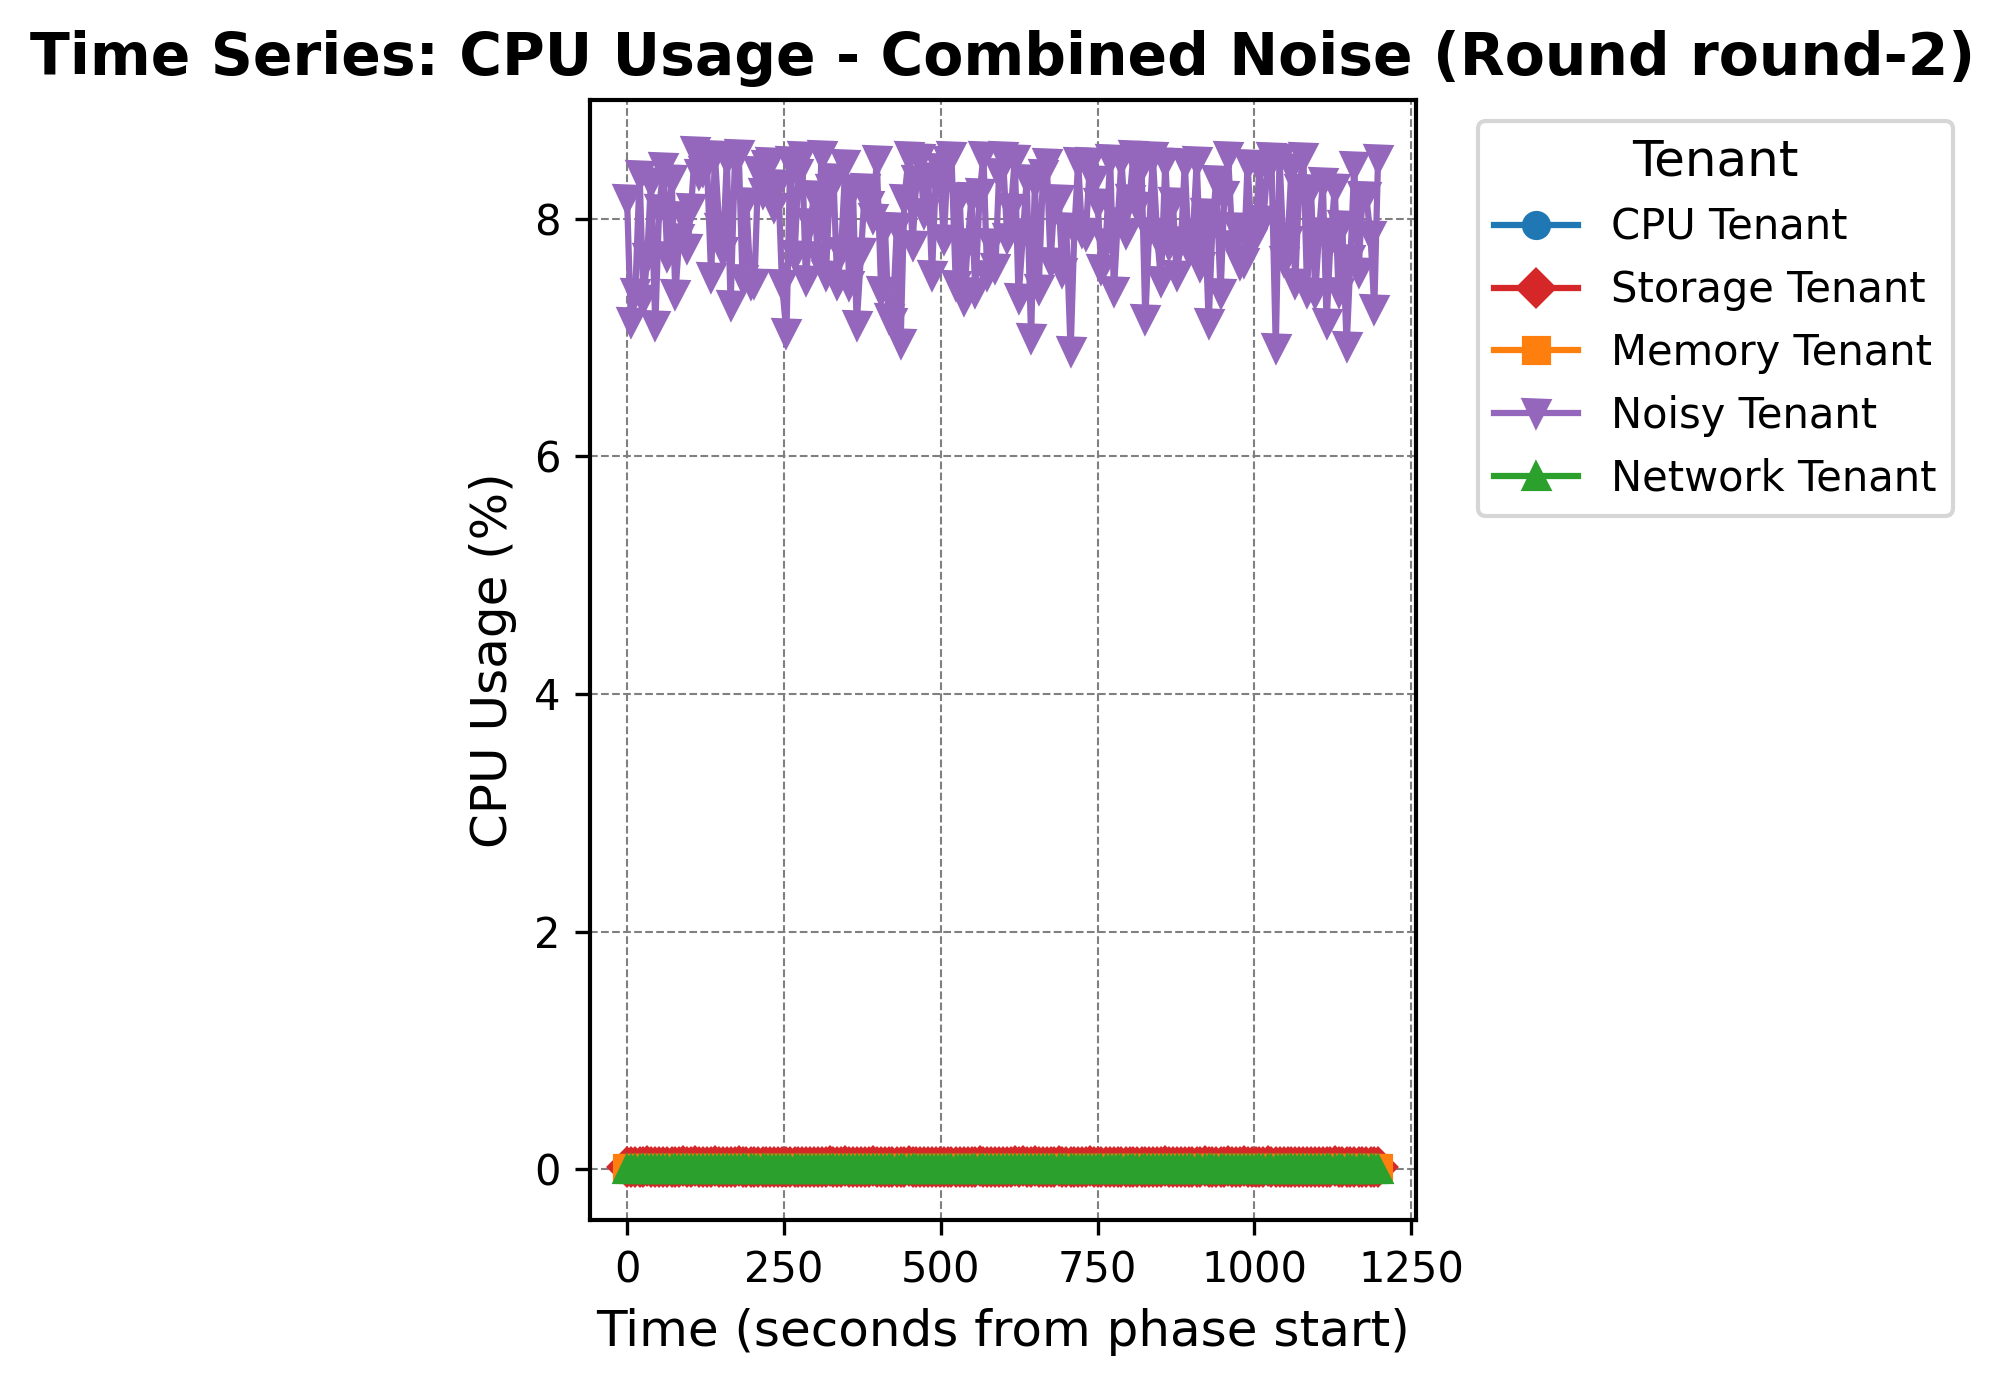 Time Series: CPU Usage - Combined Noise (Round round-2)
CPU Usage (%)
8
6
4
2
0
0 250 500 750 1000 1250
Time (seconds from phase start)
Tenant
CPU Tenant
Storage Tenant
Memory Tenant
Noisy Tenant
Network Tenant